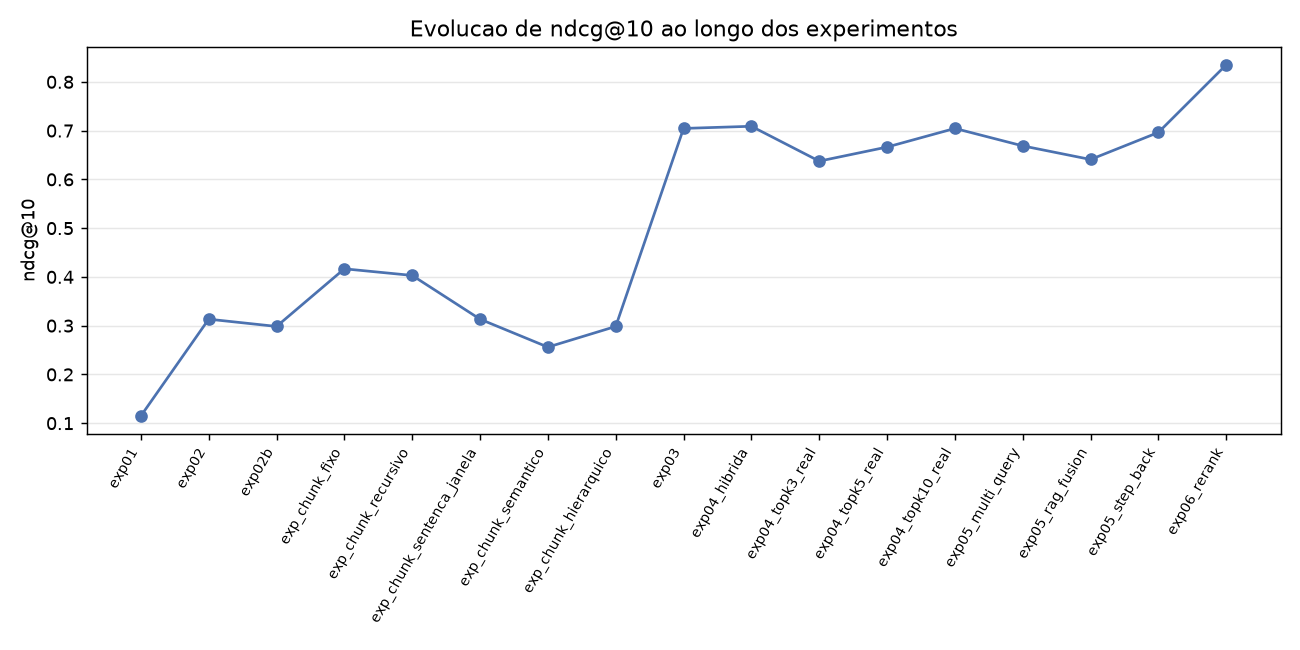 Evolucao de ndcg@10 ao longo dos experimentos
ndcg@10
0.8
0.7
0.6
0.5
0.4
0.3
0.2
0.1
exp01
exp02
exp02b
exp_chunk_fixo
exp_chunk_recursivo
exp_chunk_sentenca_janela
exp_chunk_semantico
exp_chunk_hierarquico
exp03
exp04_hibrida
exp04_topk3_real
exp04_topk5_real
exp04_topk10_real
exp05_multi_query
exp05_rag_fusion
exp05_step_back
exp06_rerank